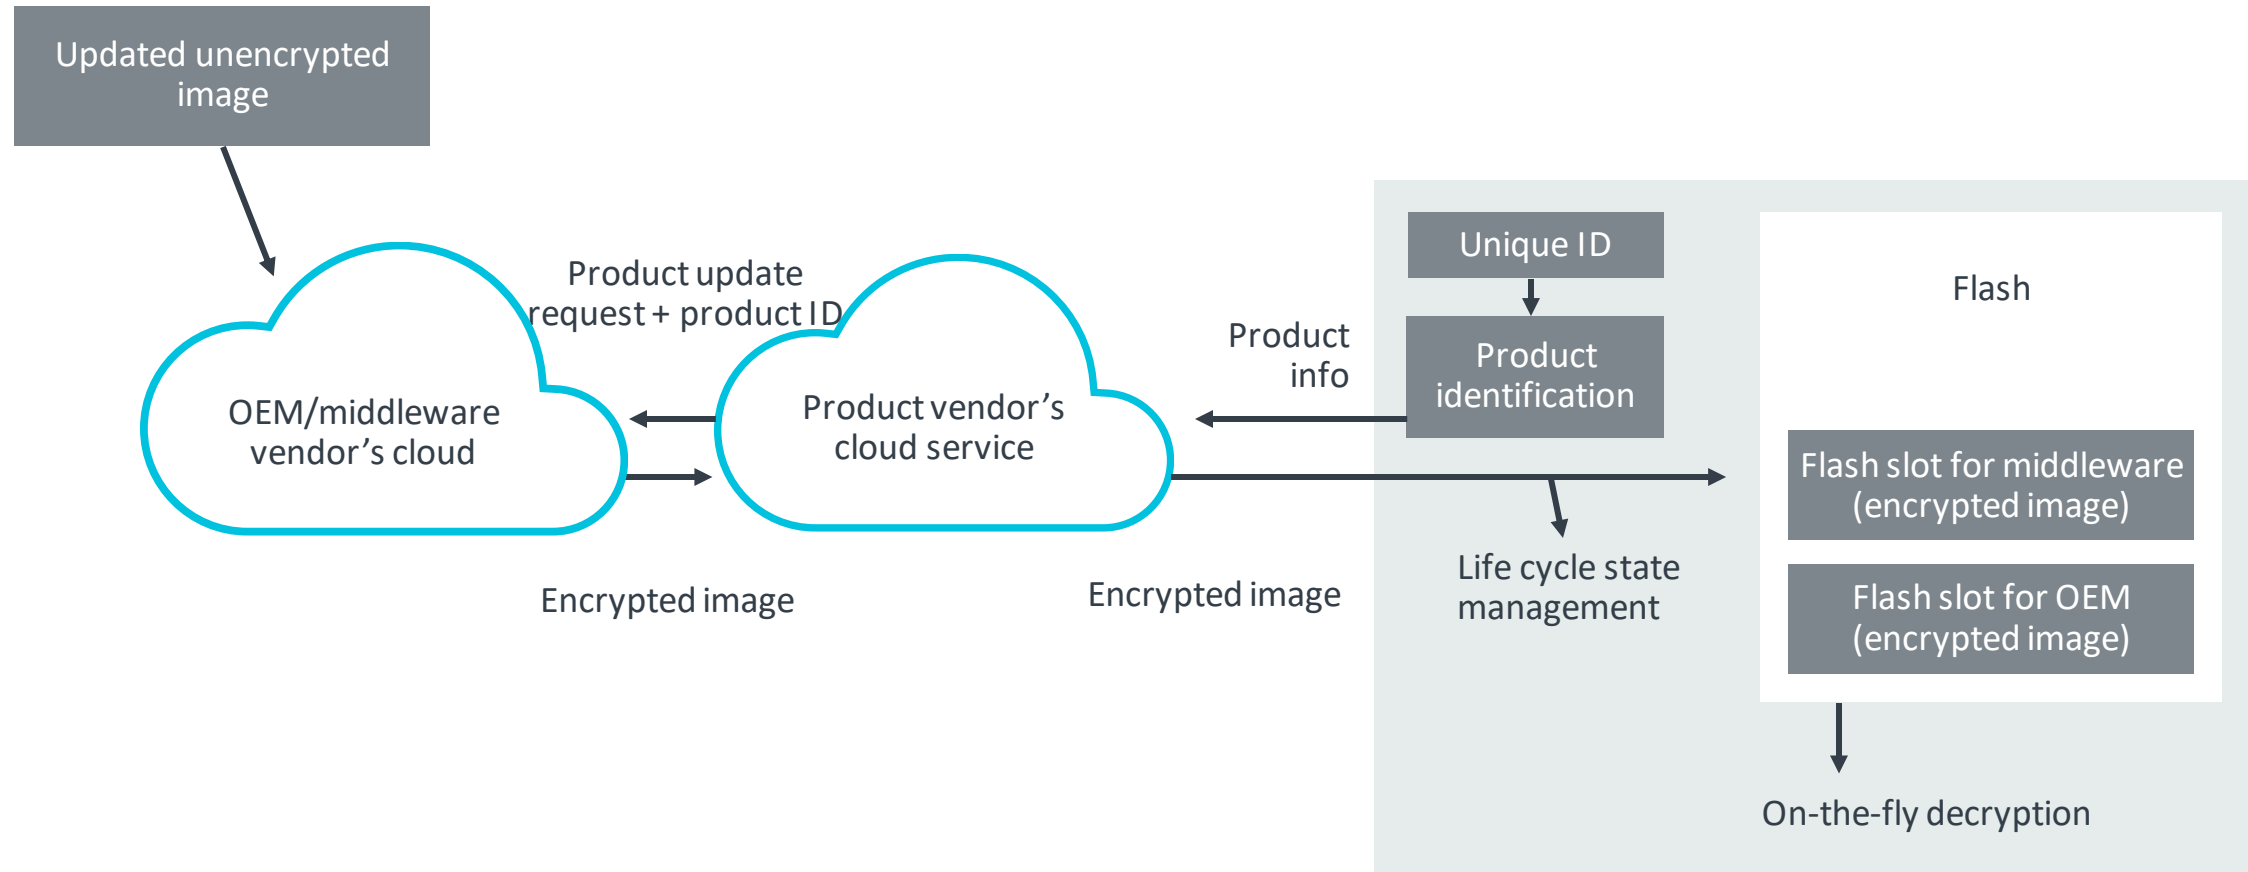 Updated unencrypted
image
Product update
request + product ID
OEM/middleware
vendor’s cloud
Product vendor’s
cloud service
Encrypted image
Encrypted image
Product
info
Unique ID
Product
identification
Life cycle state
management
Flash
Flash slot for middleware
(encrypted image)
Flash slot for OEM
(encrypted image)
On-the-fly decryption